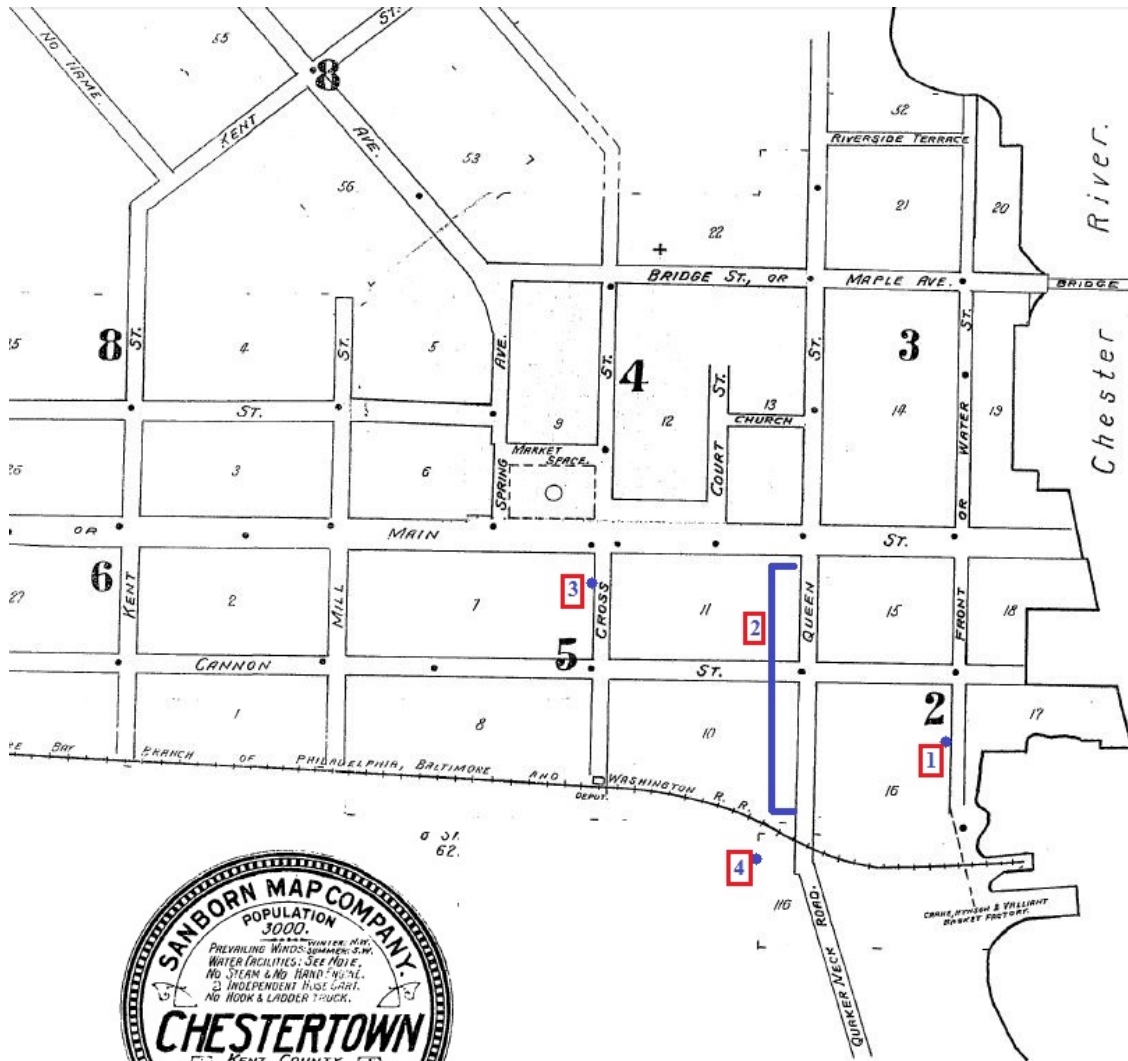 NO NAME.
55
ST.
8
KENT
AVE.
53
56
52
RIVERSIDE TERRACE
21
20
River.
22
BRIDGE ST., OR
MAPLE AVE.
BRIDGE
8
ST.
4
ST.
5
AVE.
ST.
4
ST.
13
ST.
3
ST.
Chester
ST.
9
12
CHURCH
14
WATER
19
3
6
MARKET
SPACE.
SPRING
COURT
OR
OR
MAIN
ST.
6
KENT
27
2
MILL
7
3
CROSS
11
2
QUEEN
15
FRONT
18
CANNON
5
ST.
2
1
8
10
1
17
16
BAY
BRANCH OF PHILADELPHIA, BALTIMORE AND WASHINGTON R. R.
DEPOT.
62.
4
116
CRANE, HYNSON & VALLIANT
BASKET FACTORY.
QUAKER NECK ROAD.
SANBORN MAP COMPANY.
POPULATION
3000.
PREVAILING WINDS: WINTER: N.W.
SUMMER: S.W.
WATER FACILITIES: SEE NOTE.
NO STEAM & NO HAND ENGINE.
2 INDEPENDENT HOSE CART.
NO HOOK & LADDER TRUCK.
CHESTERTOWN
KENT COUNTY